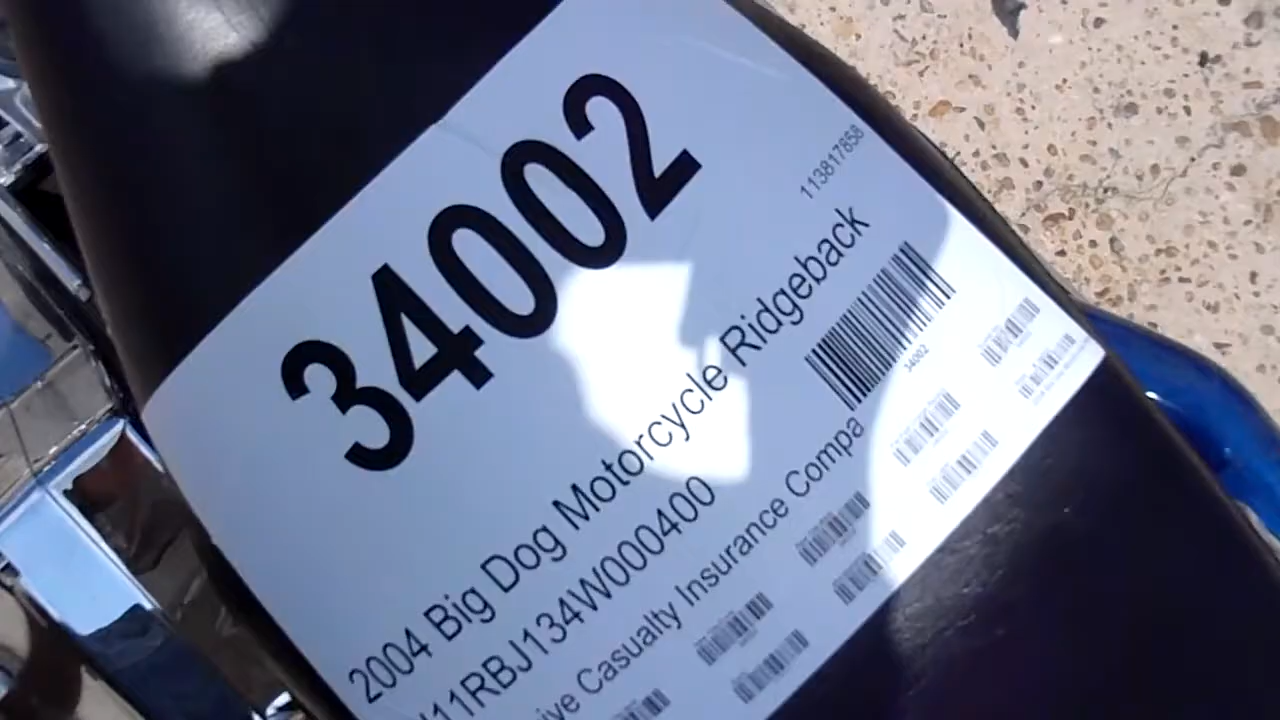 34002
113817858
2004 Big Dog Motorcycle Ridgeback
11RBJ134W000400
34002
ive Casualty Insurance Compa